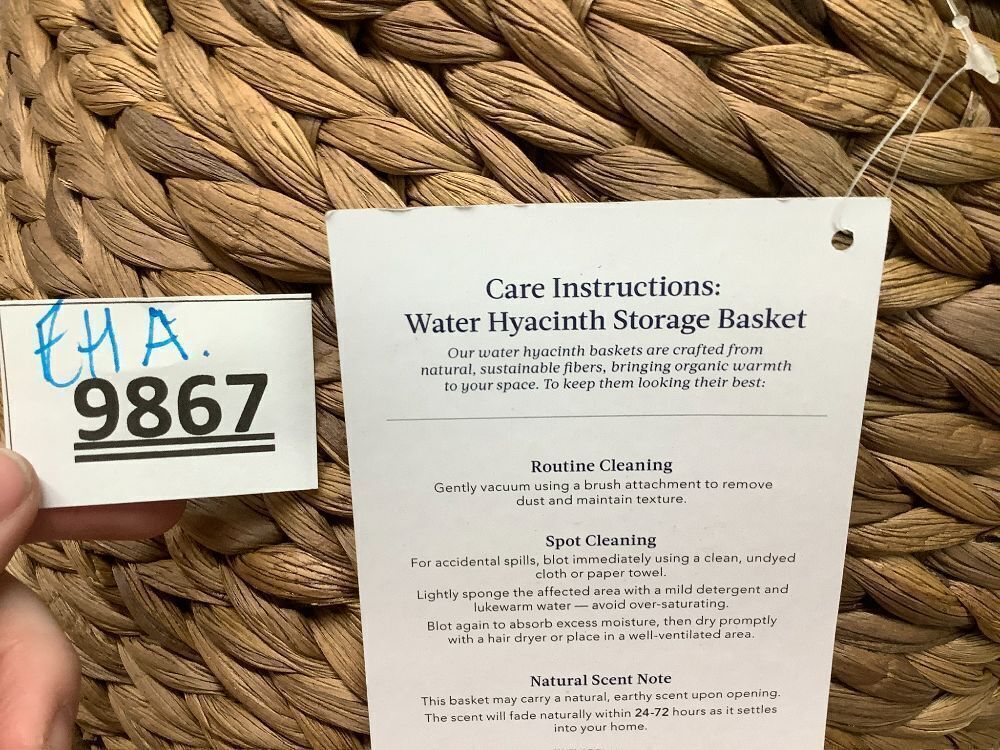 EHA.
9867
Care Instructions:
Water Hyacinth Storage Basket
Our water hyacinth baskets are crafted from
natural, sustainable fibers, bringing organic warmth
to your space. To keep them looking their best:
Routine Cleaning
Gently vacuum using a brush attachment to remove
dust and maintain texture.
Spot Cleaning
For accidental spills, blot immediately using a clean, undyed
cloth or paper towel.
Lightly sponge the affected area with a mild detergent and
lukewarm water — avoid over-saturating.
Blot again to absorb excess moisture, then dry promptly
with a hair dryer or place in a well-ventilated area.
Natural Scent Note
This basket may carry a natural, earthy scent upon opening.
The scent will fade naturally within 24-72 hours as it settles
into your home.